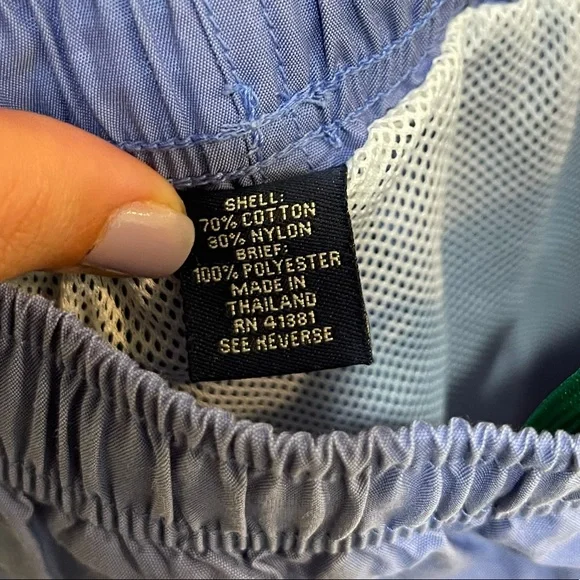 SHELL:
70% COTTON
30% NYLON
BRIEF:
100% POLYESTER
MADE IN
THAILAND
RN 41381
SEE REVERSE